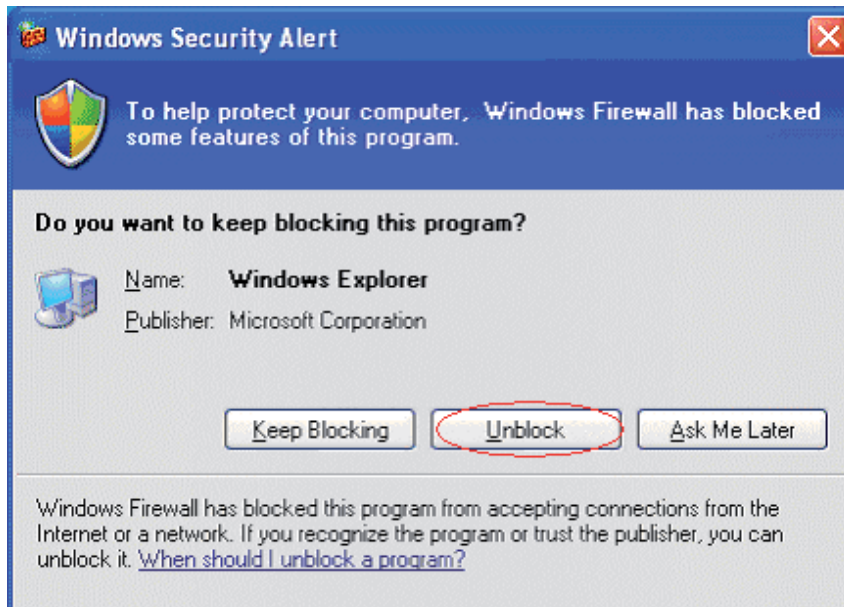 Windows Security Alert
To help protect your computer, Windows Firewall has blocked
some features of this program.
Do you want to keep blocking this program?
Name: Windows Explorer
Publisher: Microsoft Corporation
Keep Blocking Unblock Ask Me Later
Windows Firewall has blocked this program from accepting connections from the
Internet or a network. If you recognize the program or trust the publisher, you can
unblock it. When should I unblock a program?